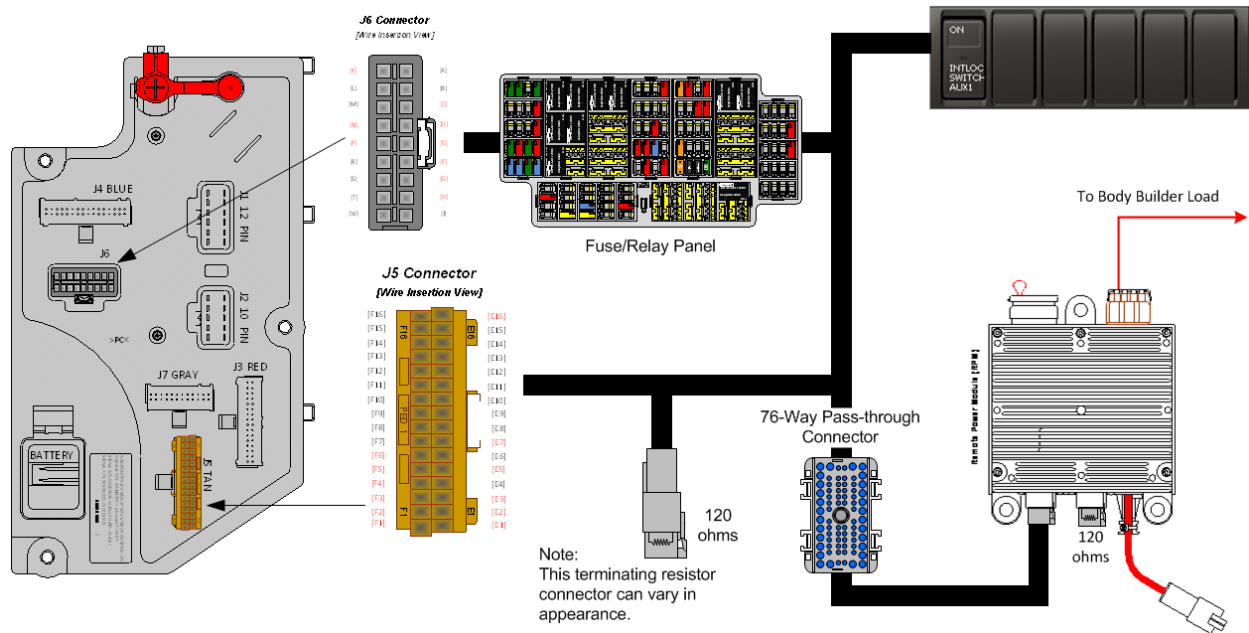 J6 Connector
[Wire Insertion View]
[K]
[L]
[M]
[N]
[P]
[R]
[S]
[T]
[W]
[A]
[B]
[C]
[D]
[E]
[F]
[G]
[H]
[J]
ON
INTLOC
SWITCH
AUX1
J4 BLUE
J1 12 PIN
J6
J2 10 PIN
>PC<
J7 GRAY
J3 RED
J5 TAN
BATTERY
Fuse/Relay Panel
To Body Builder Load
J5 Connector
[Wire Insertion View]
[F16]
[F15]
[F14]
[F13]
[F12]
[F11]
[F10]
[F9]
[F8]
[F7]
[F6]
[F5]
[F4]
[F3]
[F2]
[F1]
F16
E16
F1
E1
[E16]
[E15]
[E14]
[E13]
[E12]
[E11]
[E10]
[E9]
[E8]
[E7]
[E6]
[E5]
[E4]
[E3]
[E2]
[E1]
76-Way Pass-through
Connector
Remote Power Module [RPM]
120
ohms
Note:
This terminating resistor
connector can vary in
appearance.
120
ohms